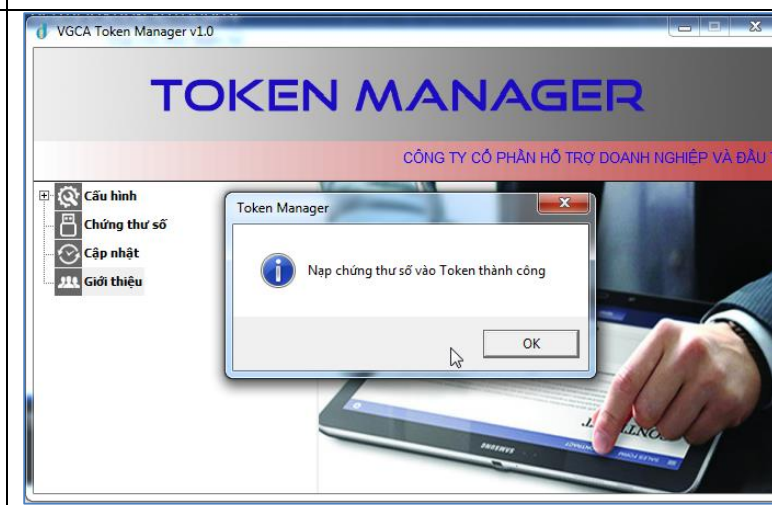 VGCA Token Manager v1.0
TOKEN MANAGER
CÔNG TY CỔ PHẦN HỖ TRỢ DOANH NGHIỆP VÀ ĐẦU
Cấu hình
Chứng thư số
Cập nhật
Giới thiệu
Token Manager
Nạp chứng thư số vào Token thành công
OK
SAMSUNG